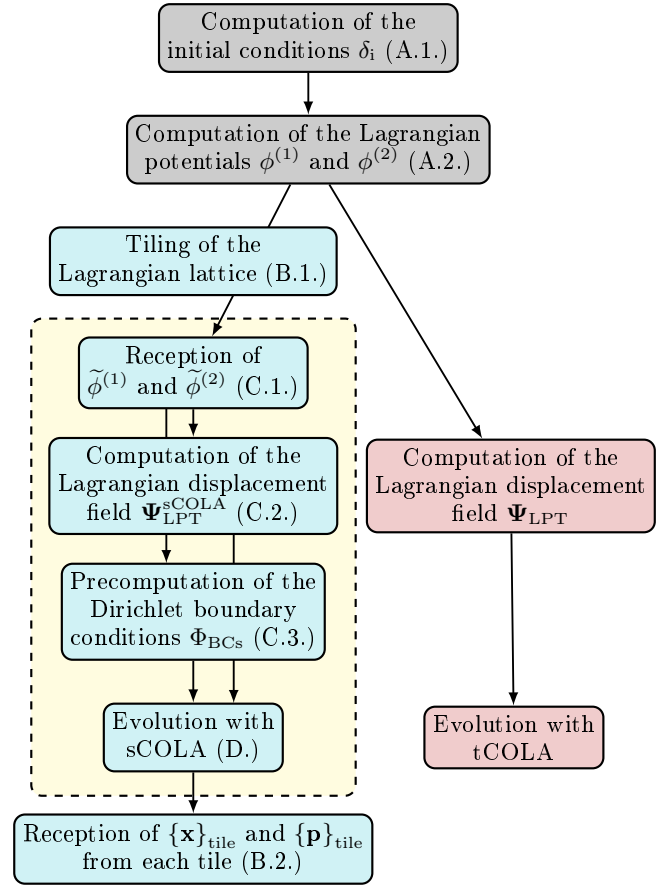 Computation of the
initial conditions δᵢ (A.1.)
Computation of the Lagrangian
potentials ϕ⁽¹⁾ and ϕ⁽²⁾ (A.2.)
Tiling of the
Lagrangian lattice (B.1.)
Reception of
ϕ̃⁽¹⁾ and ϕ̃⁽²⁾ (C.1.)
Computation of the
Lagrangian displacement
field Ψ_LPT^sCOLA (C.2.)
Precomputation of the
Dirichlet boundary
conditions Φ_BCs (C.3.)
Evolution with
sCOLA (D.)
Reception of {x}_tile and {p}_tile
from each tile (B.2.)
Computation of the
Lagrangian displacement
field Ψ_LPT
Evolution with
tCOLA